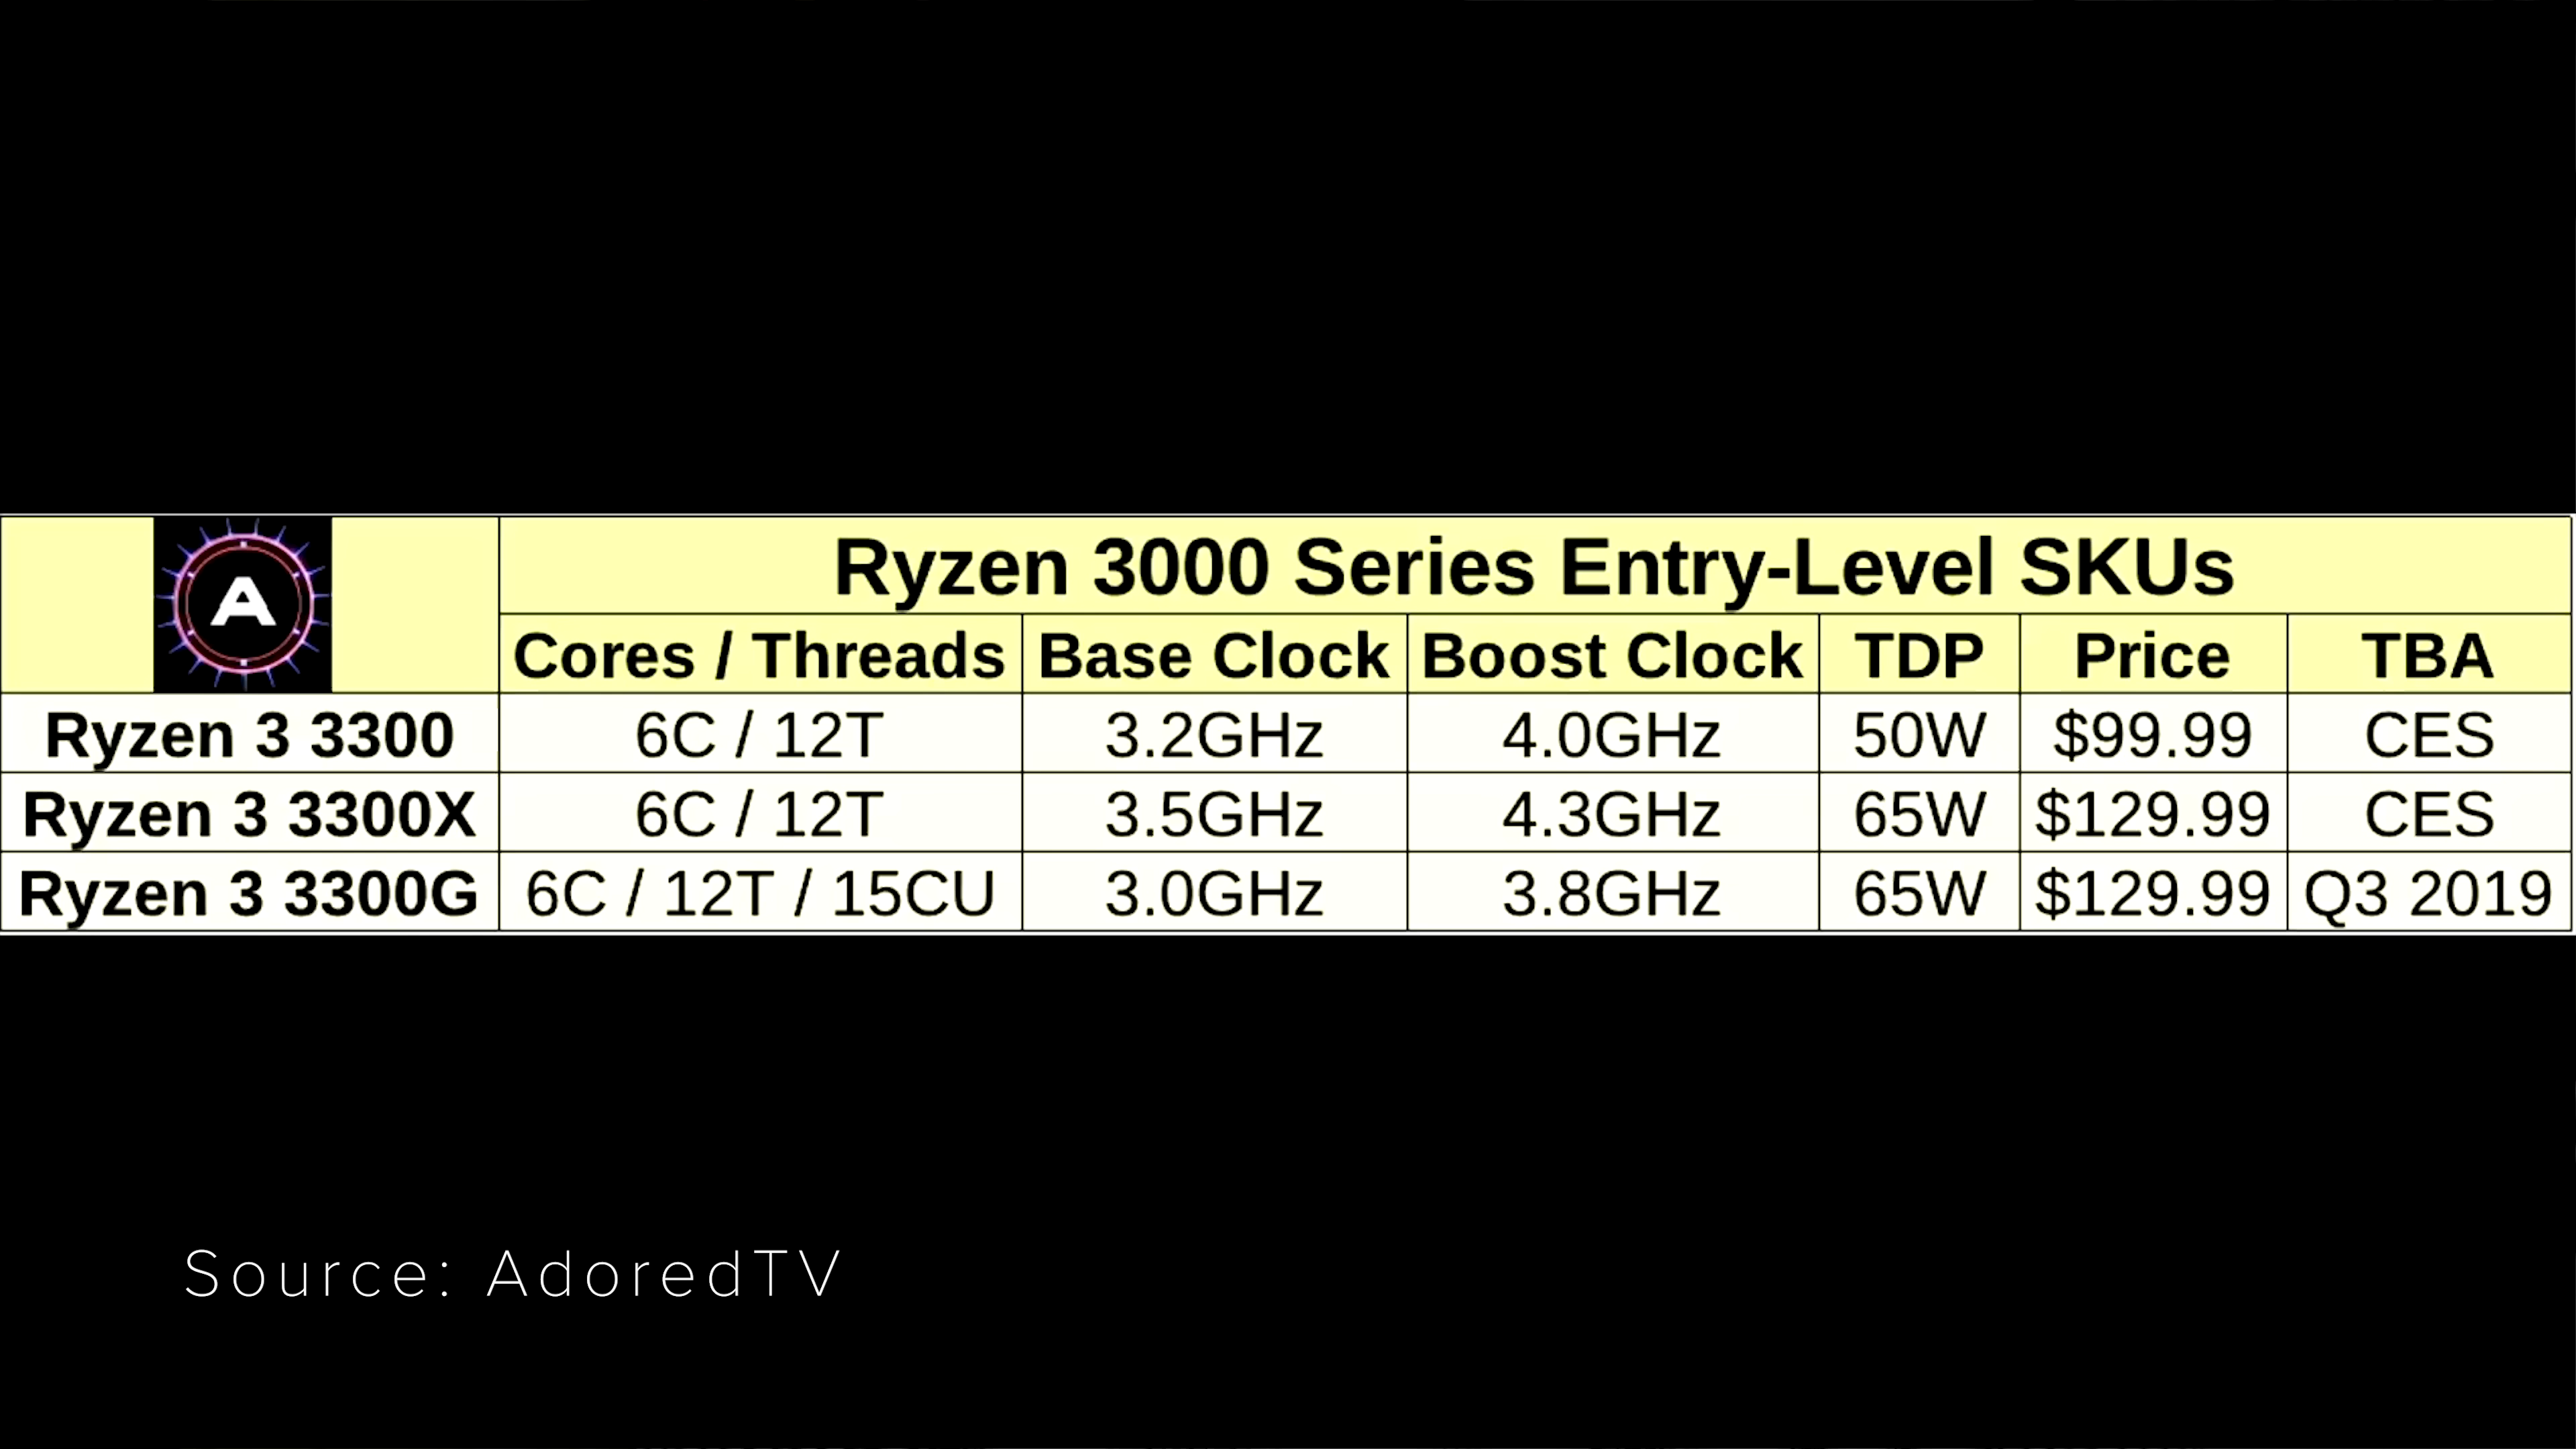 A
Ryzen 3000 Series Entry-Level SKUs
Cores / Threads Base Clock Boost Clock TDP Price TBA
Ryzen 3 3300 6C / 12T 3.2GHz 4.0GHz 50W $99.99 CES
Ryzen 3 3300X 6C / 12T 3.5GHz 4.3GHz 65W $129.99 CES
Ryzen 3 3300G 6C / 12T / 15CU 3.0GHz 3.8GHz 65W $129.99 Q3 2019
Source: AdoredTV